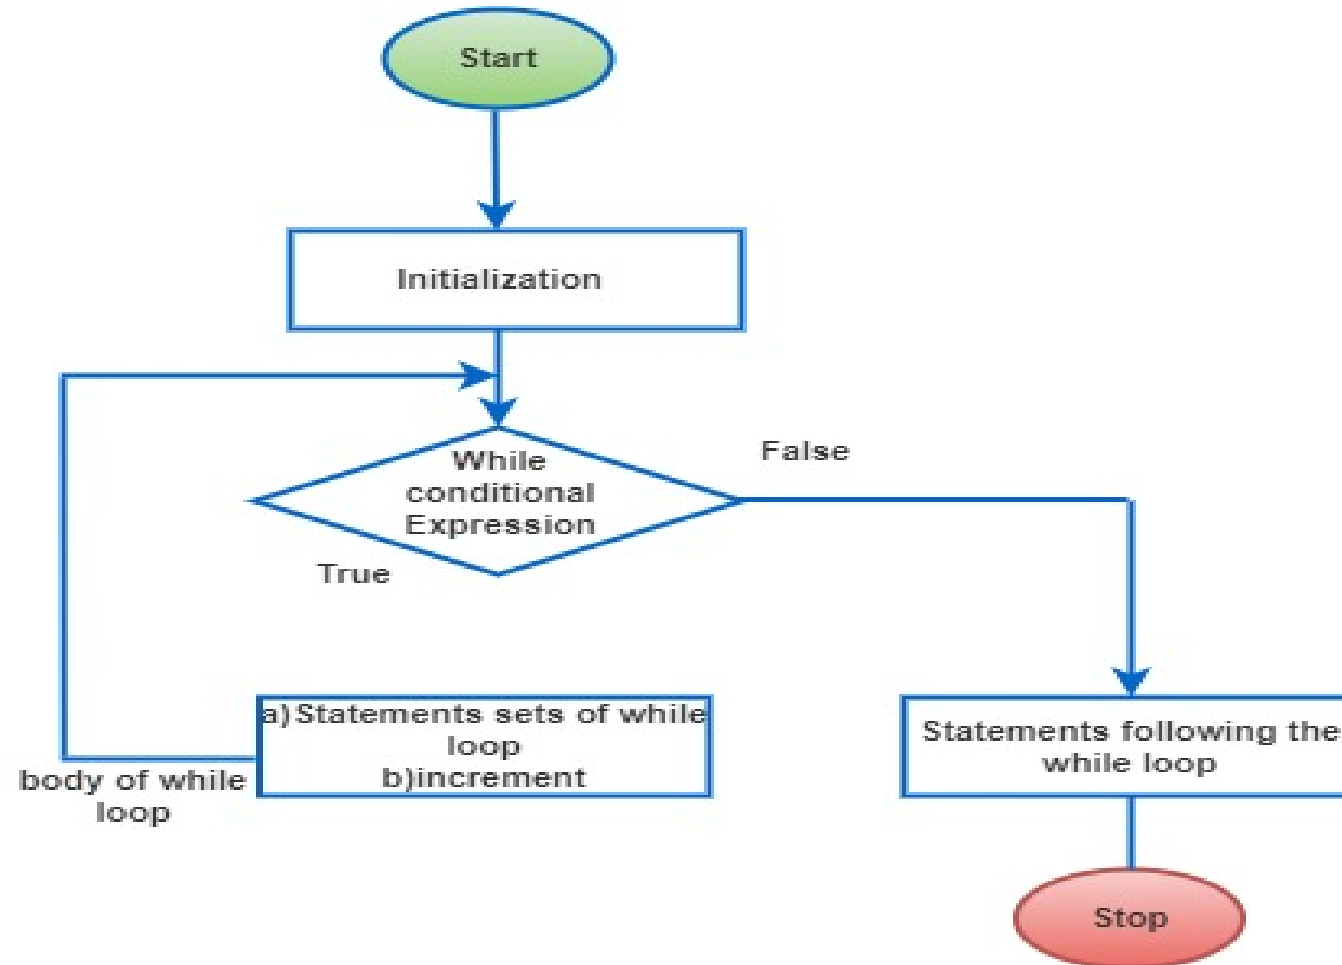 Start
Initialization
While
conditional
Expression
False
True
a)Statements sets of while
loop
b)increment
body of while
loop
Statements following the
while loop
Stop